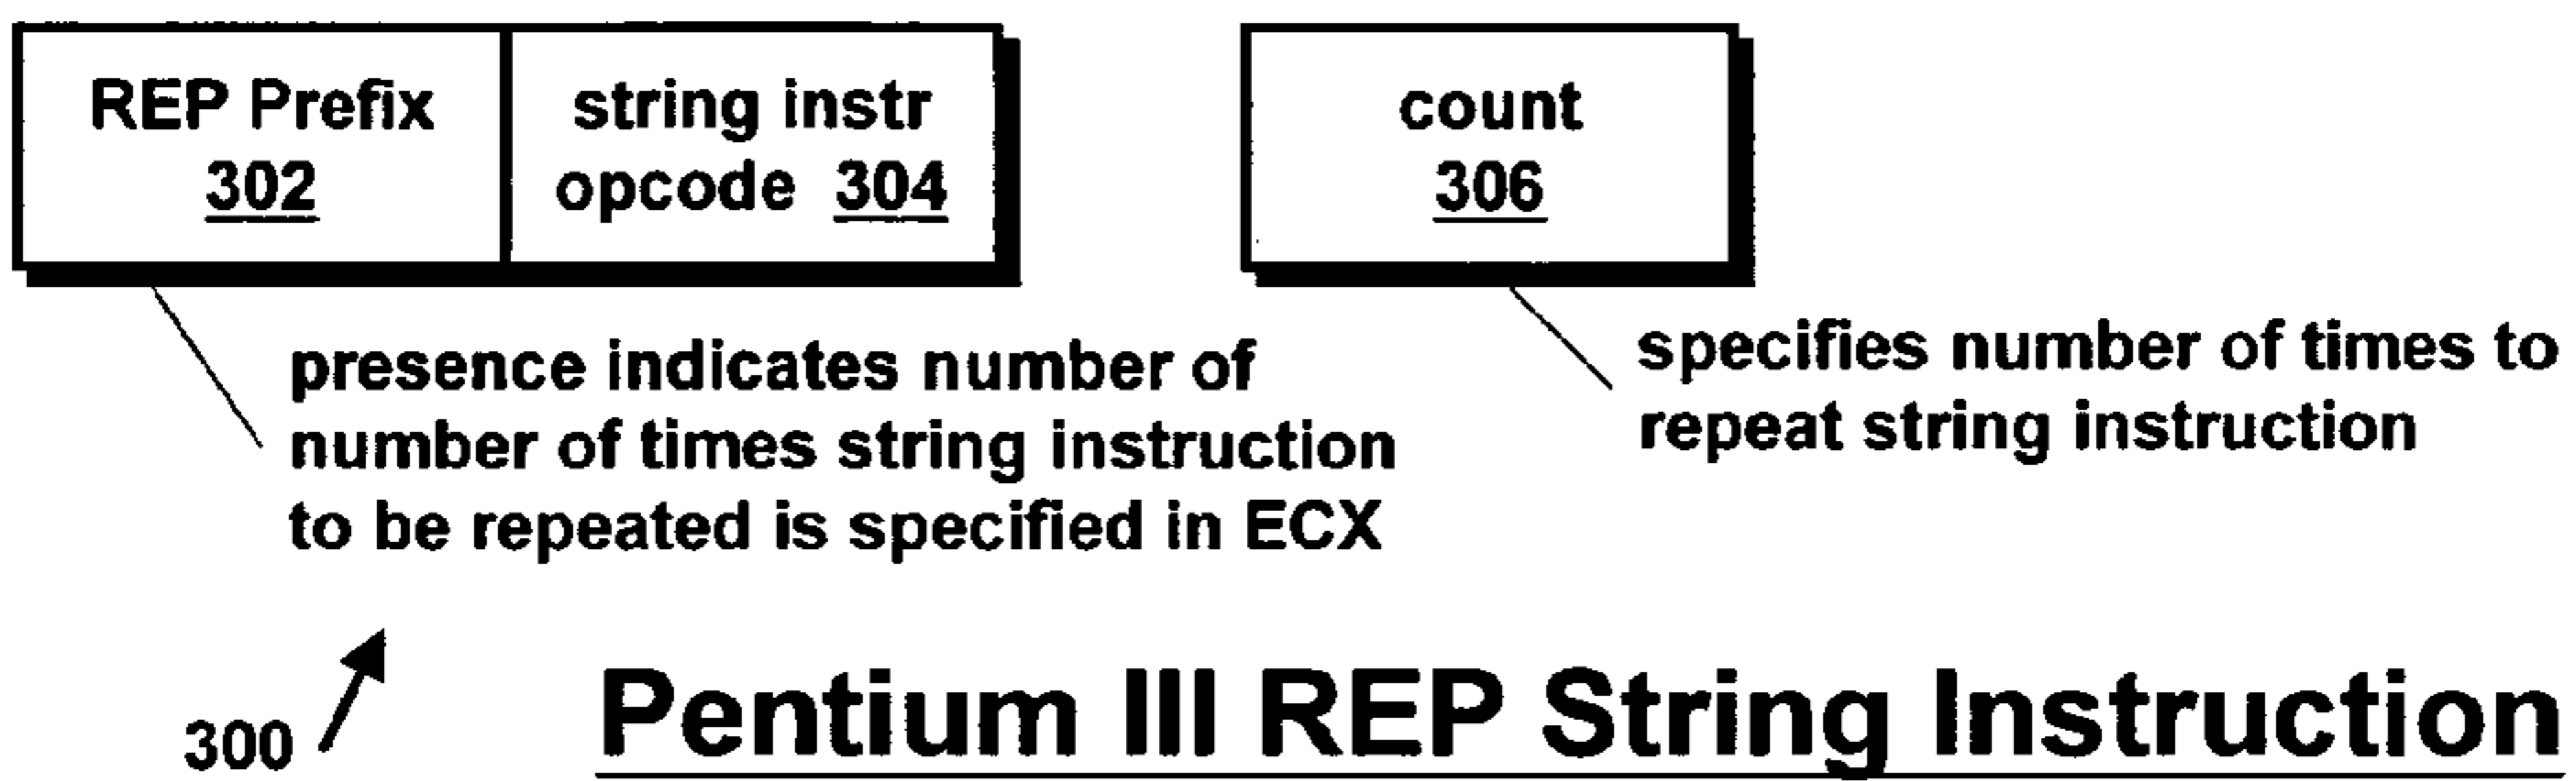 REP Prefix
302
string instr
opcode 304
count
306
presence indicates number of
number of times string instruction
to be repeated is specified in ECX
specifies number of times to
repeat string instruction
300
Pentium III REP String Instruction